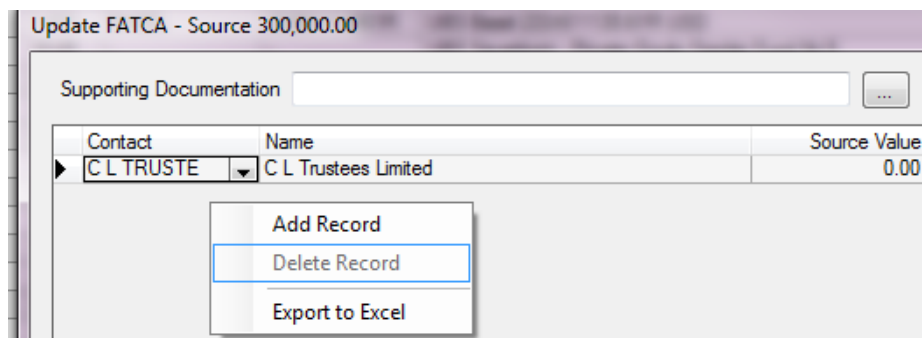 Update FATCA - Source 300,000.00
Supporting Documentation
...
Contact Name Source Value
C L TRUSTE C L Trustees Limited 0.00
Add Record
Delete Record
Export to Excel